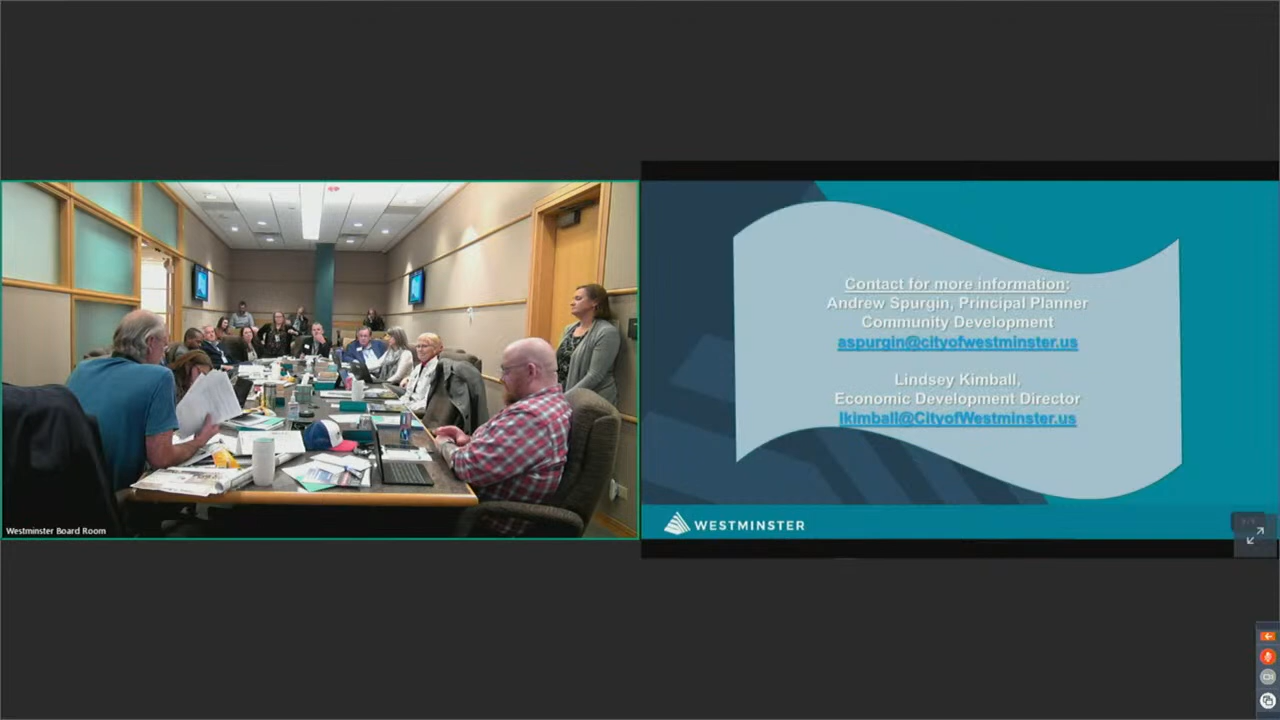 Contact for more information:
Andrew Spurgin, Principal Planner
Community Development
aspurgin@cityofwestminster.us
Lindsey Kimball,
Economic Development Director
lkimball@CityofWestminster.us
WESTMINSTER
Westminster Board Room